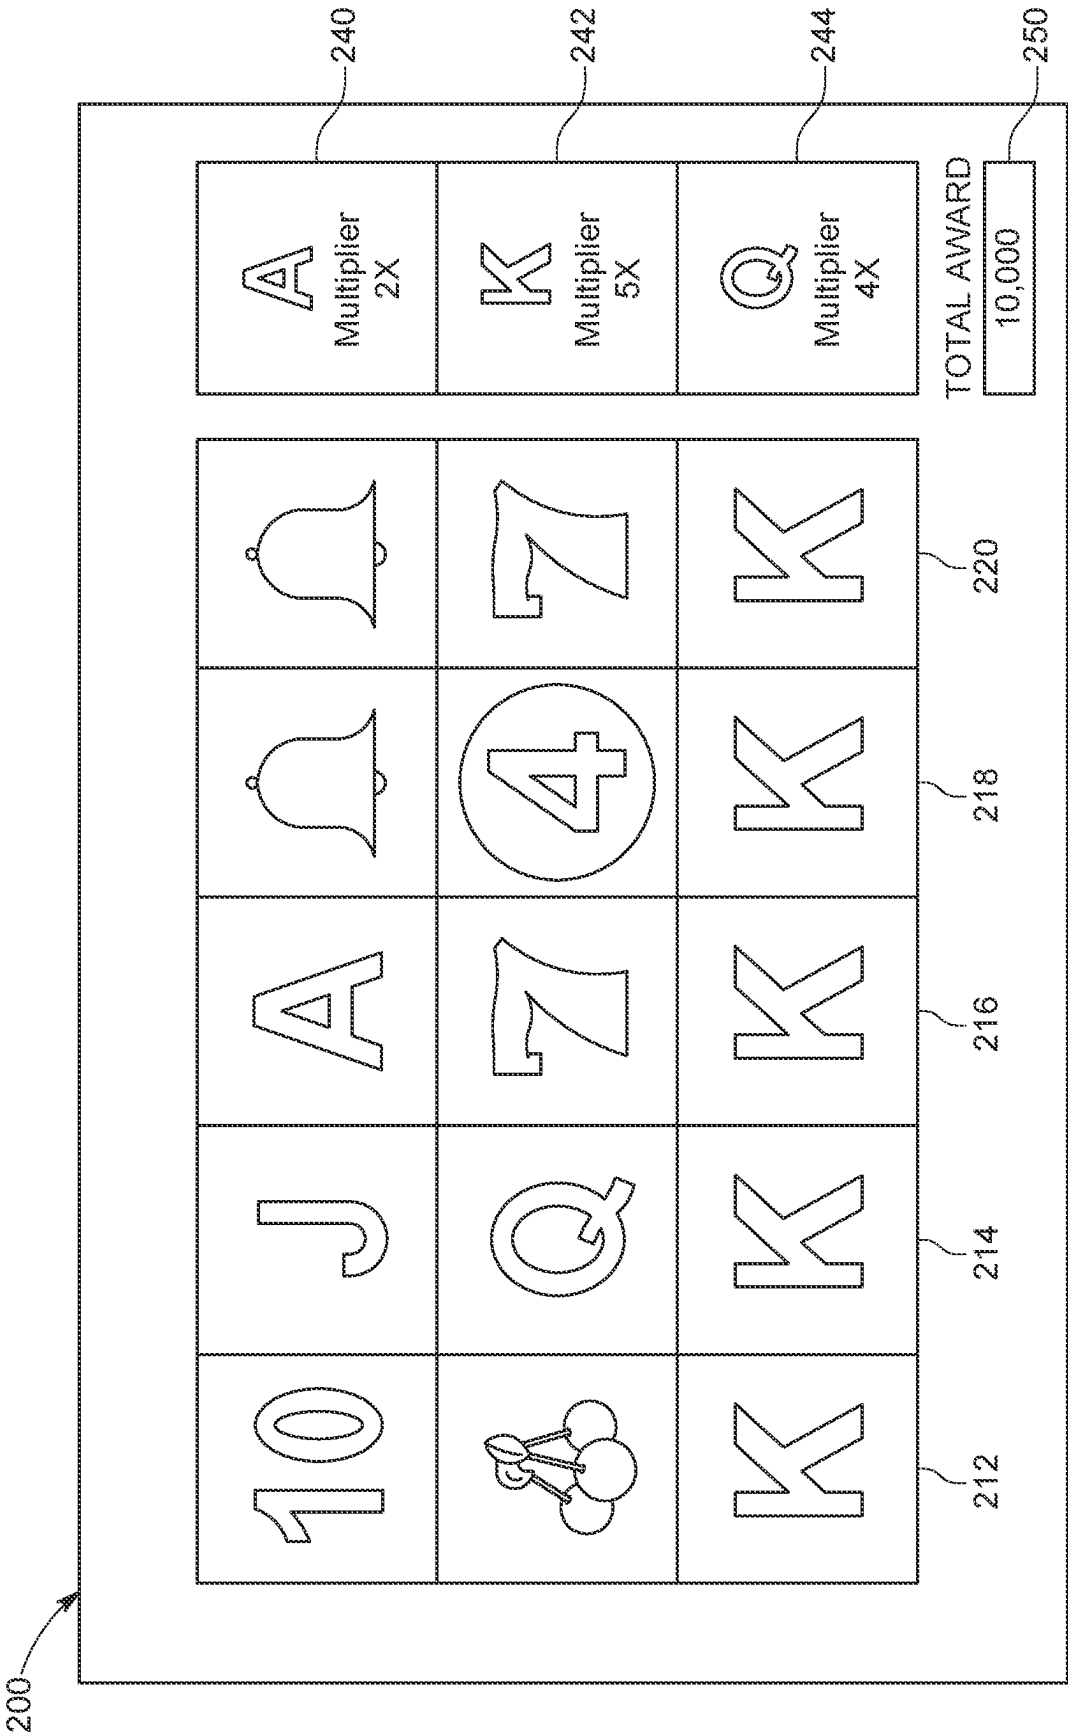 200
10
J
A
A
Multiplier
2X
240
Q
7
4
7
K
Multiplier
5X
242
K
K
K
K
K
Q
Multiplier
4X
244
212
214
216
218
220
TOTAL AWARD
10,000
250